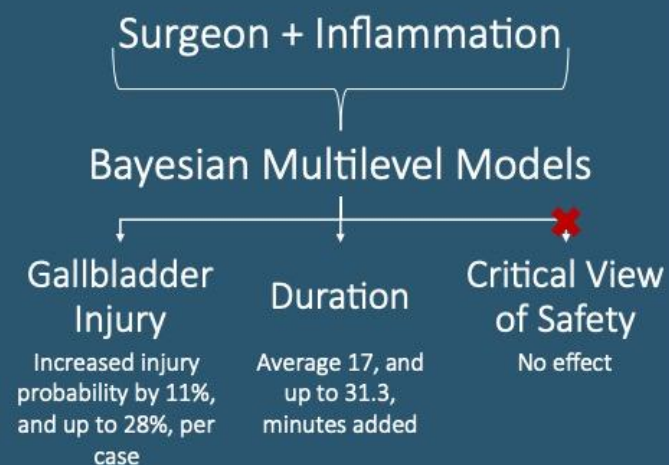 Surgeon + Inflammation
Bayesian Multilevel Models
Gallbladder
Injury
Increased injury
probability by 11%,
and up to 28%, per
case
Duration
Average 17, and
up to 31.3,
minutes added
Critical View
of Safety
No effect